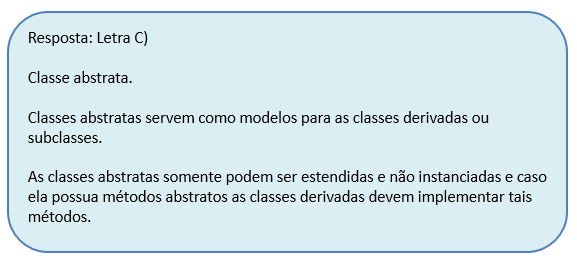 Resposta: Letra C)
Classe abstrata.
Classes abstratas servem como modelos para as classes derivadas ou
subclasses.
As classes abstratas somente podem ser estendidas e não instanciadas e caso
ela possua métodos abstratos as classes derivadas devem implementar tais
métodos.